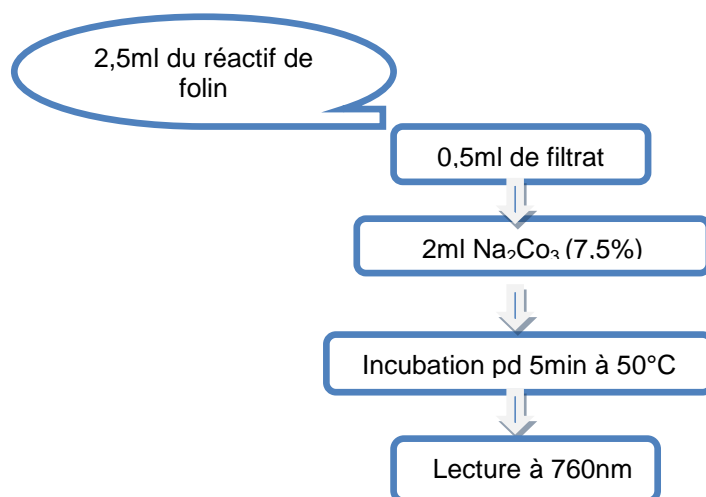 2,5ml du réactif de
folin
0,5ml de filtrat
2ml Na₂Co₃ (7,5%)
Incubation pd 5min à 50°C
Lecture à 760nm